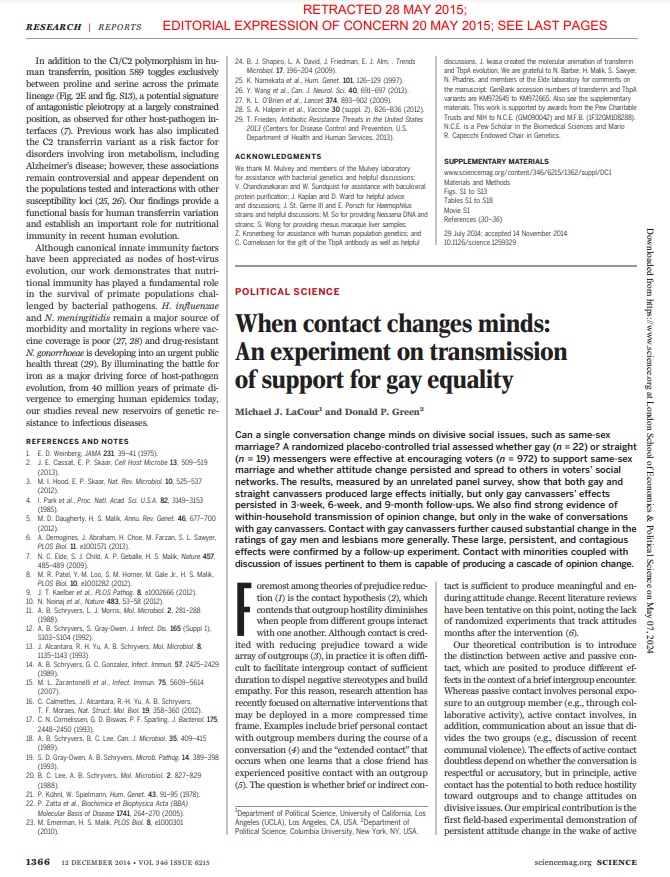 RETRACTED 28 MAY 2015;
EDITORIAL EXPRESSION OF CONCERN 20 MAY 2015; SEE LAST PAGES
RESEARCH | REPORTS
In addition to the C1/C2 polymorphism in hu-
man transferrin, position 589 toggles exclusively
between proline and serine across the primate
lineage (Fig. 2E and fig. S13), a potential signature
of antagonistic pleiotropy at a largely constrained
position, as observed for other host-pathogen in-
terfaces (7). Previous work has also implicated
the C2 transferrin variant as a risk factor for
disorders involving iron metabolism, including
Alzheimer's disease; however, these associations
remain controversial and appear dependent on
the populations tested and interactions with other
susceptibility loci (25, 26). Our findings provide a
functional basis for human transferrin variation
and establish an important role for nutritional
immunity in recent human evolution.
Although canonical innate immunity factors
have been appreciated as nodes of host-virus
evolution, our work demonstrates that nutri-
tional immunity has played a fundamental role
in the survival of primate populations chal-
lenged by bacterial pathogens. H. influenzae
and N. meningitidis remain a major source of
morbidity and mortality in regions where vac-
cine coverage is poor (27, 28) and drug-resistant
N. gonorrhoeae is developing into an urgent public
health threat (29). By illuminating the battle for
iron as a major driving force of host-pathogen
evolution, from 40 million years of primate di-
vergence to emerging human epidemics today,
our studies reveal new reservoirs of genetic re-
sistance to infectious diseases.
REFERENCES AND NOTES
1. E. D. Weinberg, JAMA 231, 39–41 (1975).
2. J. E. Cassat, E. P. Skaar, Cell Host Microbe 13, 509–519
(2013).
3. M. I. Hood, E. P. Skaar, Nat. Rev. Microbiol. 10, 525–537
(2012).
4. I. Park et al., Proc. Natl. Acad. Sci. U.S.A. 82, 3149–3153
(1985).
5. M. D. Daugherty, H. S. Malik, Annu. Rev. Genet. 46, 677–700
(2012).
6. A. Demogines, J. Abraham, H. Choe, M. Farzan, S. L. Sawyer,
PLOS Biol. 11, e1001571 (2013).
7. N. C. Elde, S. J. Child, A. P. Geballe, H. S. Malik, Nature 457,
485–489 (2009).
8. M. R. Patel, Y.-M. Loo, S. M. Horner, M. Gale Jr., H. S. Malik,
PLOS Biol. 10, e1001282 (2012).
9. J. T. Kaelber et al., PLOS Pathog. 8, e1002666 (2012).
10. N. Noinaj et al., Nature 483, 53–58 (2012).
11. A. B. Schryvers, L. J. Morris, Mol. Microbiol. 2, 281–288
(1988).
12. A. B. Schryvers, S. Gray-Owen, J. Infect. Dis. 165 (Suppl 1),
S103–S104 (1992).
13. J. Alcantara, R. H. Yu, A. B. Schryvers, Mol. Microbiol. 8,
1135–1143 (1993).
14. A. B. Schryvers, G. C. Gonzalez, Infect. Immun. 57, 2425–2429
(1989).
15. M. L. Zarantonelli et al., Infect. Immun. 75, 5609–5614
(2007).
16. C. Calmettes, J. Alcantara, R.-H. Yu, A. B. Schryvers,
T. F. Moraes, Nat. Struct. Mol. Biol. 19, 358–360 (2012).
17. C. N. Cornelissen, G. D. Biswas, P. F. Sparling, J. Bacteriol. 175,
2448–2450 (1993).
18. A. B. Schryvers, B. C. Lee, Can. J. Microbiol. 35, 409–415
(1989).
19. S. D. Gray-Owen, A. B. Schryvers, Microb. Pathog. 14, 389–398
(1993).
20. B. C. Lee, A. B. Schryvers, Mol. Microbiol. 2, 827–829
(1988).
21. P. Kühnl, W. Spielmann, Hum. Genet. 43, 91–95 (1978).
22. P. Zatta et al., Biochimica et Biophysica Acta (BBA)
Molecular Basis of Disease 1741, 264–270 (2005).
23. M. Emerman, H. S. Malik, PLOS Biol. 8, e1000301
(2010).
24. B. J. Shapiro, L. A. David, J. Friedman, E. J. Alm, . Trends
Microbiol. 17, 196–204 (2009).
25. K. Namekata et al., Hum. Genet. 101, 126–129 (1997).
26. Y. Wang et al., Can. J. Neurol. Sci. 40, 691–697 (2013).
27. K. L. O'Brien et al., Lancet 374, 893–902 (2009).
28. S. A. Halperin et al., Vaccine 30 (suppl. 2), B26–B36 (2012).
29. T. Frieden, Antibiotic Resistance Threats in the United States
2013 (Centers for Disease Control and Prevention, U.S.
Department of Health and Human Services, 2013).
ACKNOWLEDGMENTS
We thank M. Mulvey and members of the Mulvey laboratory
for assistance with bacterial genetics and helpful discussions;
V. Chandrasekaran and W. Sundquist for assistance with baculoviral
protein purification; J. Kaplan and D. Ward for helpful advice
and discussions; J. St. Geme III and E. Porsch for Haemophilus
strains and helpful discussions; M. So for providing Neisseria DNA and
strains; S. Wong for providing rhesus macaque liver samples;
Z. Kronenberg for assistance with human population genetics; and
C. Cornelissen for the gift of the TbpA antibody as well as helpful
discussions. J. Iwasa created the molecular animation of transferrin
and TbpA evolution. We are grateful to N. Barber, H. Malik, S. Sawyer,
N. Phadnis, and members of the Elde laboratory for comments on
the manuscript. GenBank accession numbers of transferrin and TbpA
variants are KM972645 to KM972665. Also see the supplementary
materials. This work is supported by awards from the Pew Charitable
Trusts and NIH to N.C.E. (GM090042) and M.F.B. (1F32GM108288).
N.C.E. is a Pew Scholar in the Biomedical Sciences and Mario
R. Capecchi Endowed Chair in Genetics.
SUPPLEMENTARY MATERIALS
www.sciencemag.org/content/346/6215/1362/suppl/DC1
Materials and Methods
Figs. S1 to S13
Tables S1 to S18
Movie S1
References (30–36)
29 July 2014; accepted 14 November 2014
10.1126/science.1259329
POLITICAL SCIENCE
When contact changes minds:
An experiment on transmission
of support for gay equality
Michael J. LaCour¹ and Donald P. Green²
Can a single conversation change minds on divisive social issues, such as same-sex
marriage? A randomized placebo-controlled trial assessed whether gay (n = 22) or straight
(n = 19) messengers were effective at encouraging voters (n = 972) to support same-sex
marriage and whether attitude change persisted and spread to others in voters' social
networks. The results, measured by an unrelated panel survey, show that both gay and
straight canvassers produced large effects initially, but only gay canvassers' effects
persisted in 3-week, 6-week, and 9-month follow-ups. We also find strong evidence of
within-household transmission of opinion change, but only in the wake of conversations
with gay canvassers. Contact with gay canvassers further caused substantial change in the
ratings of gay men and lesbians more generally. These large, persistent, and contagious
effects were confirmed by a follow-up experiment. Contact with minorities coupled with
discussion of issues pertinent to them is capable of producing a cascade of opinion change.
Foremost among theories of prejudice reduc-
tion (1) is the contact hypothesis (2), which
contends that outgroup hostility diminishes
when people from different groups interact
with one another. Although contact is cred-
ited with reducing prejudice toward a wide
array of outgroups (3), in practice it is often diffi-
cult to facilitate intergroup contact of sufficient
duration to dispel negative stereotypes and build
empathy. For this reason, research attention has
recently focused on alternative interventions that
may be deployed in a more compressed time
frame. Examples include brief personal contact
with outgroup members during the course of a
conversation (4) and the "extended contact" that
occurs when one learns that a close friend has
experienced positive contact with an outgroup
(5). The question is whether brief or indirect con-
tact is sufficient to produce meaningful and en-
during attitude change. Recent literature reviews
have been tentative on this point, noting the lack
of randomized experiments that track attitudes
months after the intervention (6).
Our theoretical contribution is to introduce
the distinction between active and passive con-
tact, which are posited to produce different ef-
fects in the context of a brief intergroup encounter.
Whereas passive contact involves personal expo-
sure to an outgroup member (e.g., through col-
laborative activity), active contact involves, in
addition, communication about an issue that di-
vides the two groups (e.g., discussion of recent
communal violence). The effects of active contact
doubtless depend on whether the conversation is
respectful or accusatory, but in principle, active
contact has the potential to both reduce hostility
toward outgroups and to change attitudes on
divisive issues. Our empirical contribution is the
first field-based experimental demonstration of
persistent attitude change in the wake of active
¹Department of Political Science, University of California, Los
Angeles (UCLA), Los Angeles, CA, USA. ²Department of
Political Science, Columbia University, New York, NY, USA.
1366 12 DECEMBER 2014 • VOL 346 ISSUE 6215
sciencemag.org SCIENCE
Downloaded from https://www.science.org at London School of Economics & Political Science on May 07, 2024